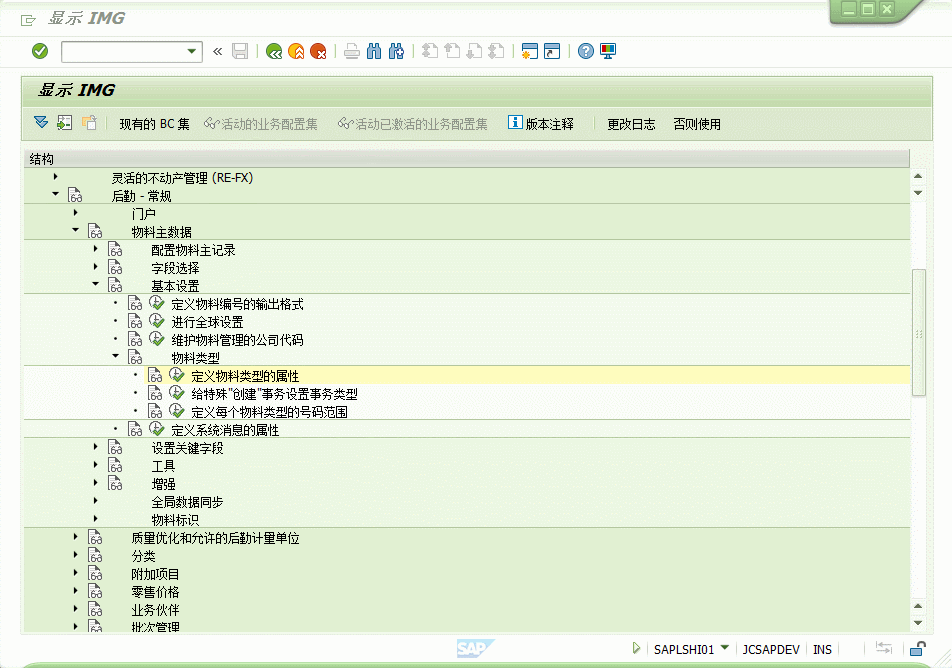 显示 IMG
显示 IMG
现有的 BC 集 活动的业务配置集 活动已激活的业务配置集 版本注释 更改日志 否则使用
结构
灵活的不动产管理 (RE-FX)
后勤 - 常规
门户
物料主数据
配置物料主记录
字段选择
基本设置
定义物料编号的输出格式
进行全球设置
维护物料管理的公司代码
物料类型
定义物料类型的属性
给特殊"创建"事务设置事务类型
定义每个物料类型的号码范围
定义系统消息的属性
设置关键字段
工具
增强
全局数据同步
物料标识
质量优化和允许的后勤计量单位
分类
附加项目
零售价格
业务伙伴
批次管理
SAP SAPLSHI01 JCSAPDEV INS